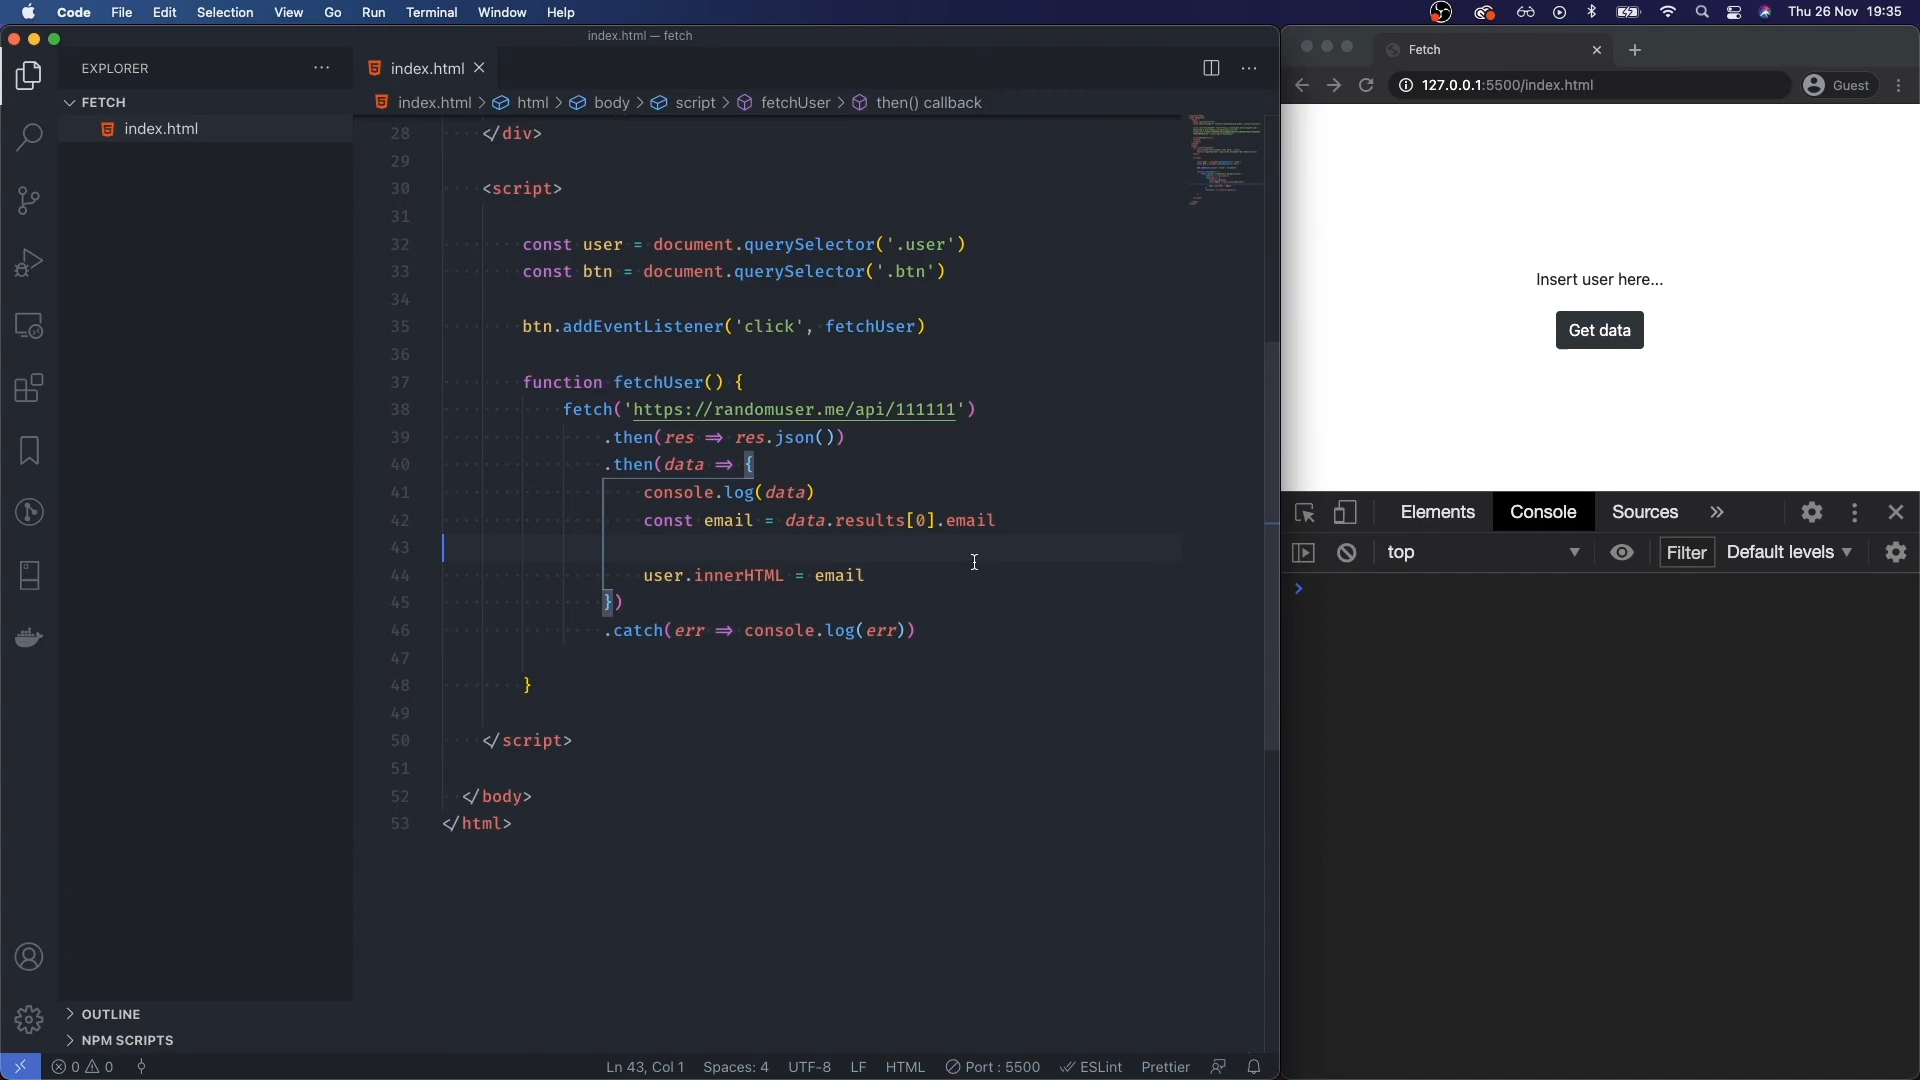 Code File Edit Selection View Go Run Terminal Window Help
Thu 26 Nov 19:35
index.html — fetch
EXPLORER
FETCH
index.html
OUTLINE
NPM SCRIPTS
index.html
index.html > html > body > script > fetchUser > then() callback
28 </div>
29
30 <script>
31
32 const user = document.querySelector('.user')
33 const btn = document.querySelector('.btn')
34
35 btn.addEventListener('click', fetchUser)
36
37 function fetchUser() {
38 fetch('https://randomuser.me/api/111111')
39 .then(res => res.json())
40 .then(data => {
41 console.log(data)
42 const email = data.results[0].email
43
44 user.innerHTML = email
45 })
46 .catch(err => console.log(err))
47
48 }
49
50 </script>
51
52 </body>
53 </html>
0 0
Ln 43, Col 1 Spaces: 4 UTF-8 LF HTML Port : 5500 ESLint Prettier
Fetch
127.0.0.1:5500/index.html
Guest
Insert user here...
Get data
Elements Console Sources »
top Filter Default levels